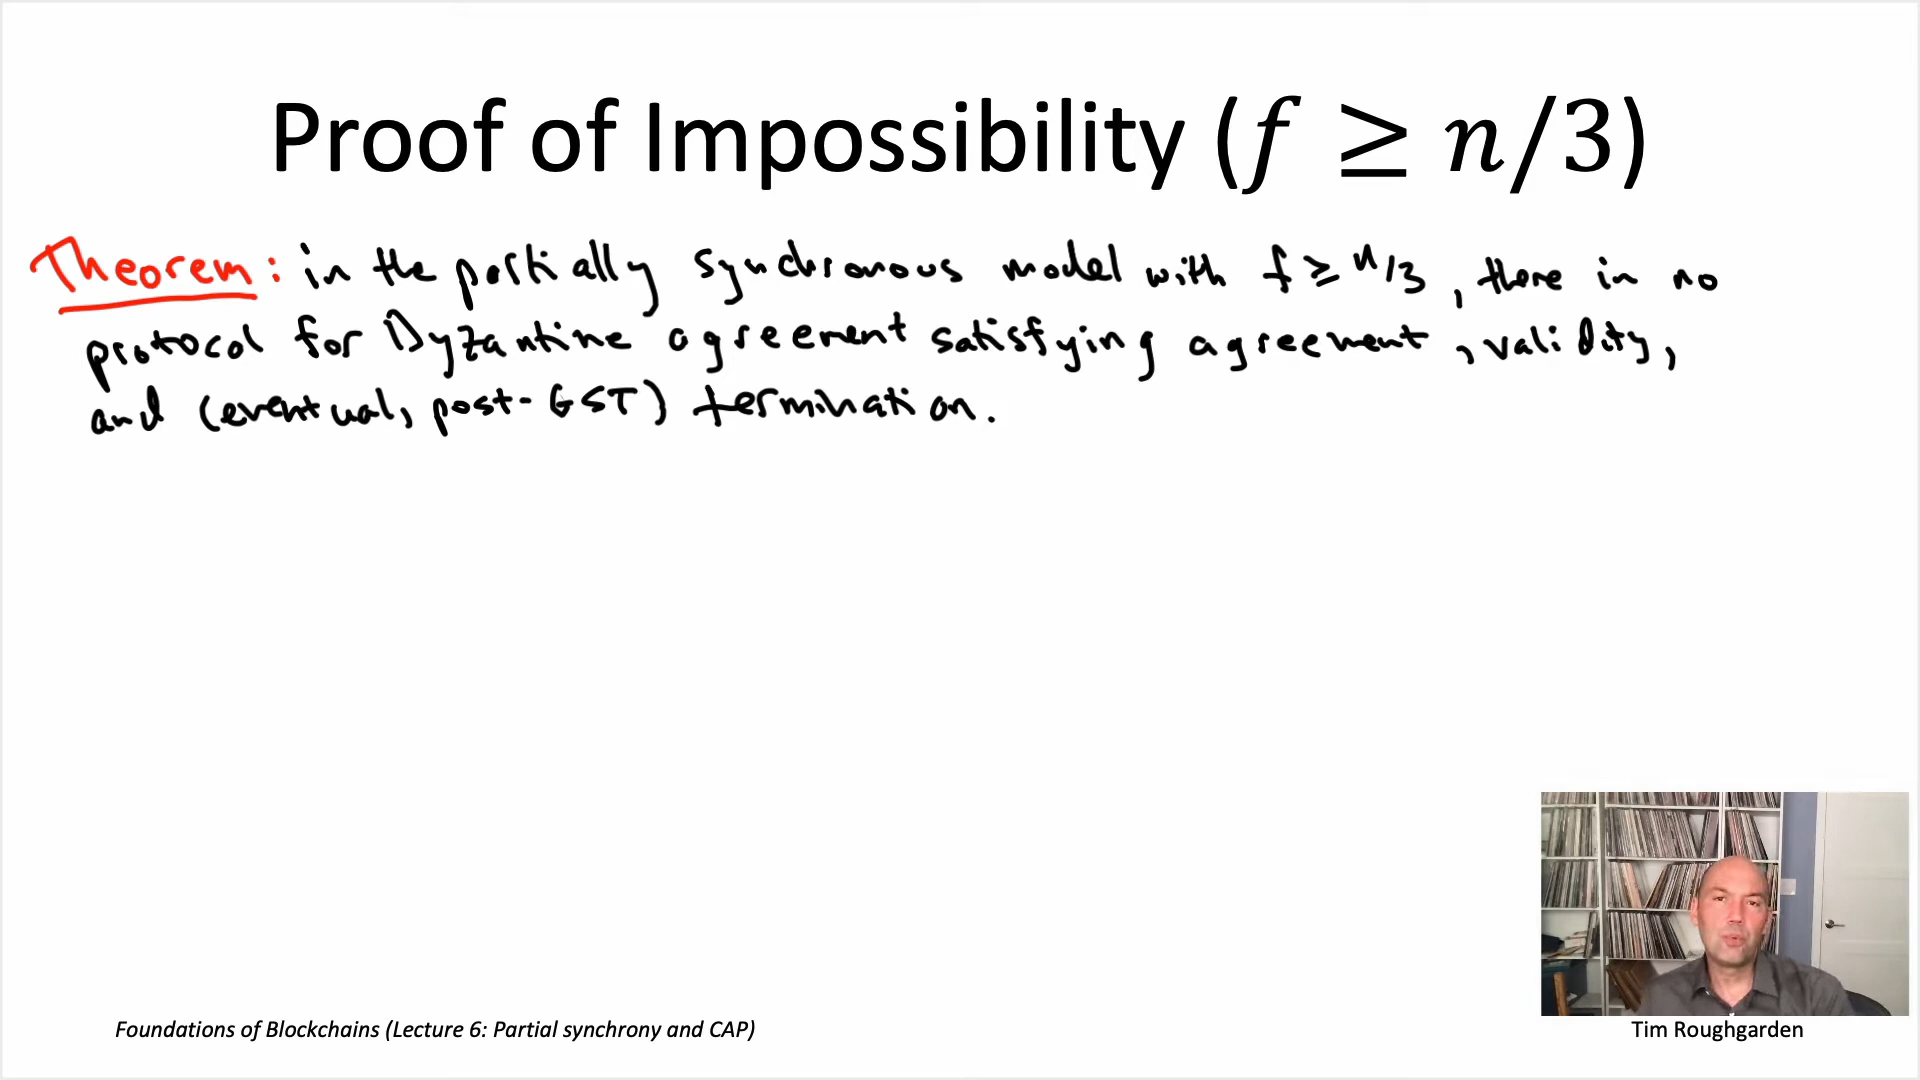 Proof of Impossibility (f ≥ n/3)
Theorem: in the partially synchronous model with f ≥ n/3, there is no
protocol for Byzantine agreement satisfying agreement, validity,
and (eventual, post-GST) termination.
Foundations of Blockchains (Lecture 6: Partial synchrony and CAP)
Tim Roughgarden